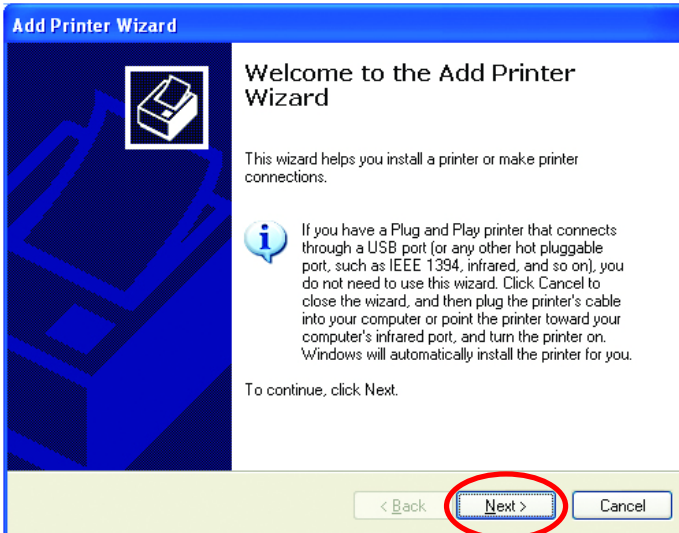 Add Printer Wizard
Welcome to the Add Printer
Wizard
This wizard helps you install a printer or make printer
connections.
If you have a Plug and Play printer that connects
through a USB port (or any other hot pluggable
port, such as IEEE 1394, infrared, and so on), you
do not need to use this wizard. Click Cancel to
close the wizard, and then plug the printer's cable
into your computer or point the printer toward your
computer's infrared port, and turn the printer on.
Windows will automatically install the printer for you.
To continue, click Next.
< Back Next > Cancel